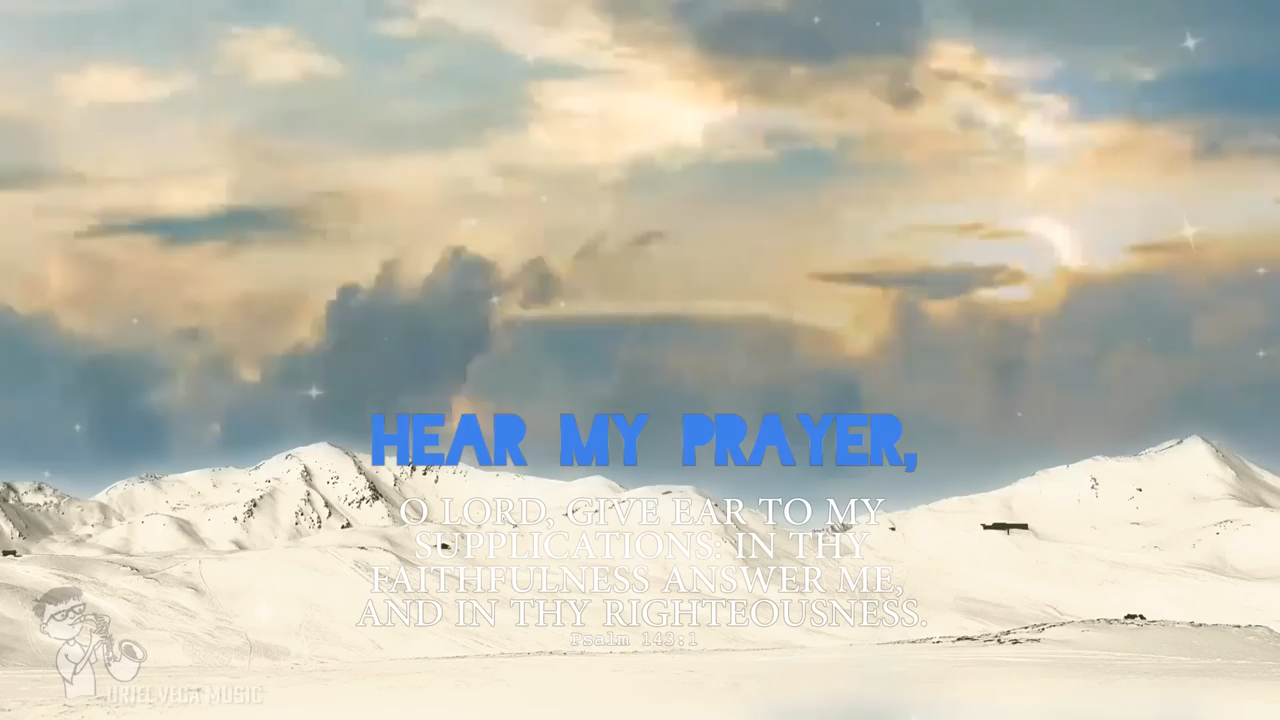 HEAR MY PRAYER,
O LORD, GIVE EAR TO MY
SUPPLICATIONS: IN THY
FAITHFULNESS ANSWER ME,
AND IN THY RIGHTEOUSNESS.
Psalm 143:1
URIEL VEGA MUSIC